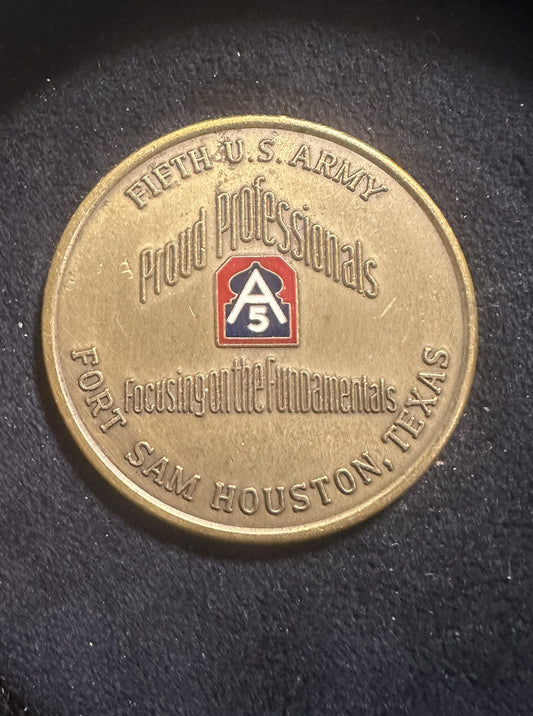 FIFTH U.S. ARMY
Proud Professionals
A
5
Focusing on the Fundamentals
FORT SAM HOUSTON, TEXAS